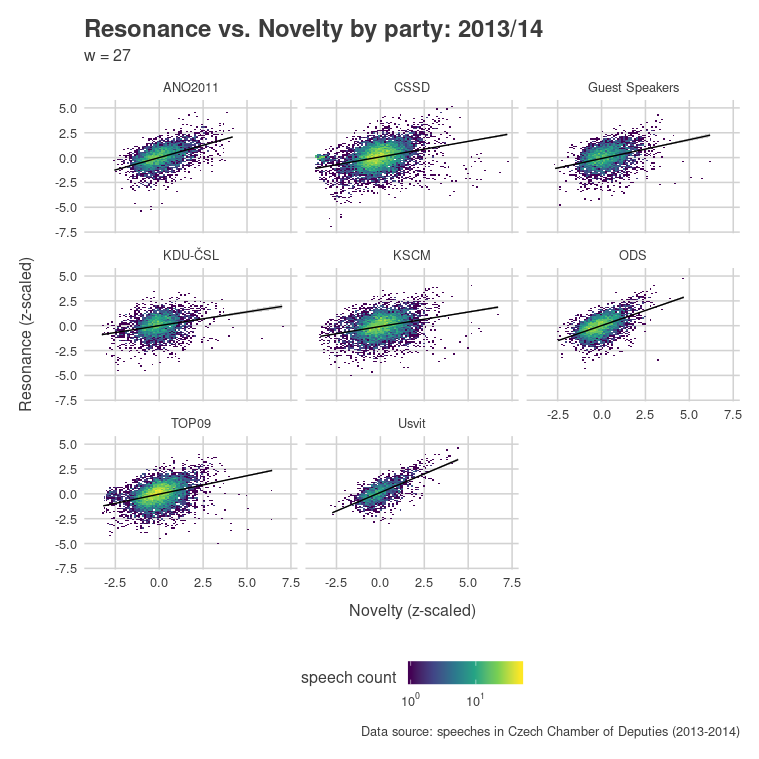 Resonance vs. Novelty by party: 2013/14
w = 27
ANO2011
CSSD
Guest Speakers
5.0
2.5
0.0
-2.5
-5.0
-7.5
KDU-ČSL
KSCM
ODS
5.0
2.5
0.0
-2.5
-5.0
-7.5
-2.5 0.0 2.5 5.0 7.5
TOP09
Usvit
5.0
2.5
0.0
-2.5
-5.0
-7.5
-2.5 0.0 2.5 5.0 7.5
-2.5 0.0 2.5 5.0 7.5
Resonance (z-scaled)
Novelty (z-scaled)
speech count
10⁰ 10¹
Data source: speeches in Czech Chamber of Deputies (2013-2014)